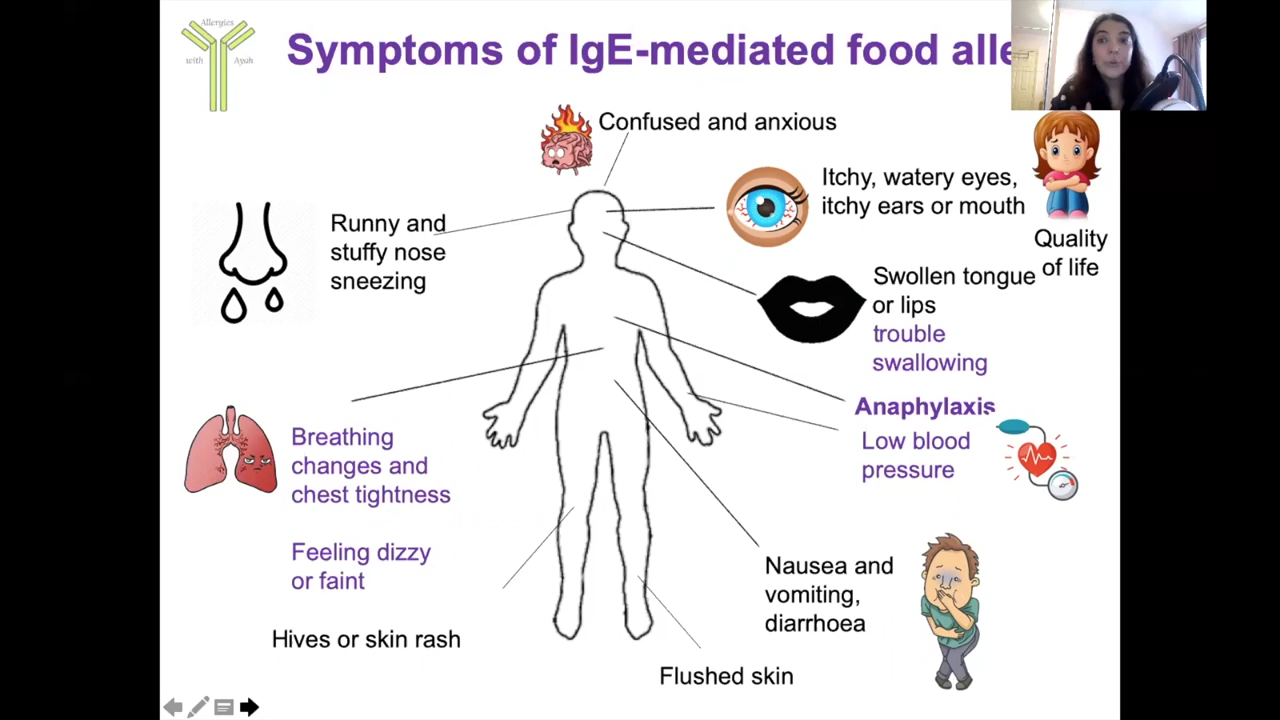 Allergies
with Ayah
Symptoms of IgE-mediated food alle
Confused and anxious
Itchy, watery eyes,
itchy ears or mouth
Runny and
stuffy nose
sneezing
Quality
of life
Swollen tongue
or lips
trouble
swallowing
Anaphylaxis
Low blood
pressure
Breathing
changes and
chest tightness
Feeling dizzy
or faint
Nausea and
vomiting,
diarrhoea
Hives or skin rash
Flushed skin